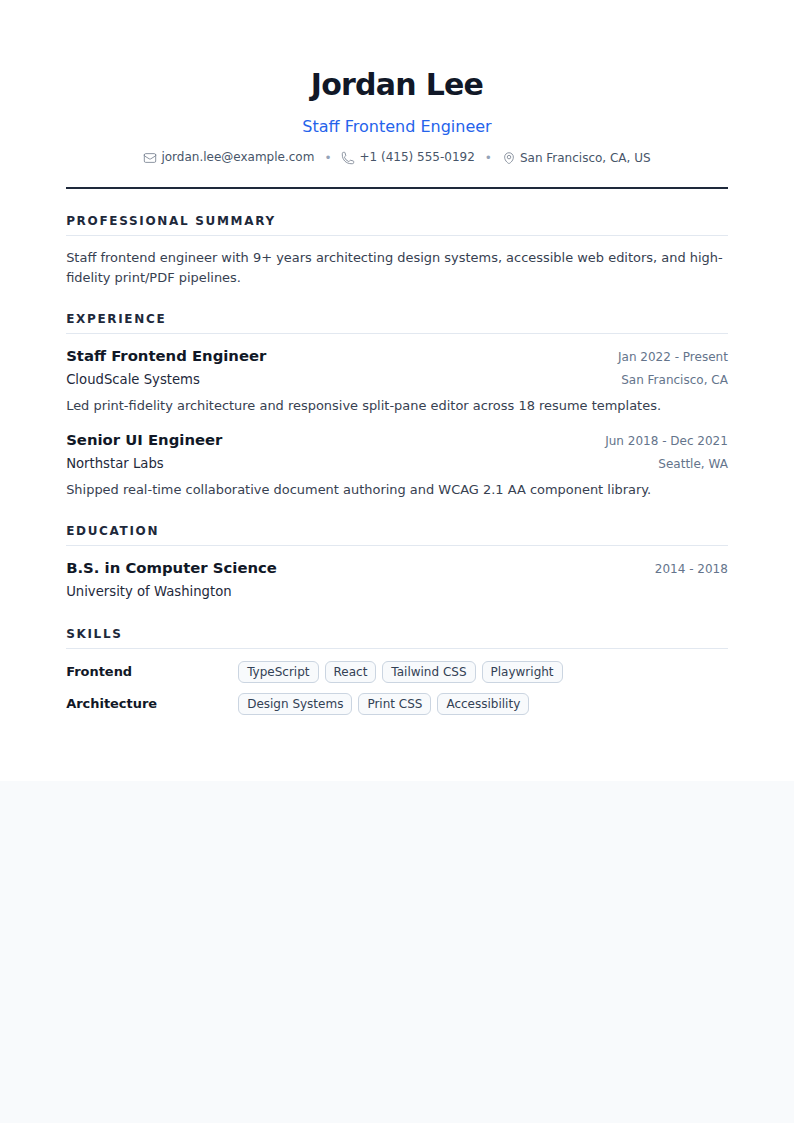 Jordan Lee
Staff Frontend Engineer
jordan.lee@example.com • +1 (415) 555-0192 • San Francisco, CA, US
PROFESSIONAL SUMMARY
Staff frontend engineer with 9+ years architecting design systems, accessible web editors, and high-
fidelity print/PDF pipelines.
EXPERIENCE
Staff Frontend Engineer Jan 2022 - Present
CloudScale Systems San Francisco, CA
Led print-fidelity architecture and responsive split-pane editor across 18 resume templates.
Senior UI Engineer Jun 2018 - Dec 2021
Northstar Labs Seattle, WA
Shipped real-time collaborative document authoring and WCAG 2.1 AA component library.
EDUCATION
B.S. in Computer Science 2014 - 2018
University of Washington
SKILLS
Frontend TypeScript React Tailwind CSS Playwright
Architecture Design Systems Print CSS Accessibility